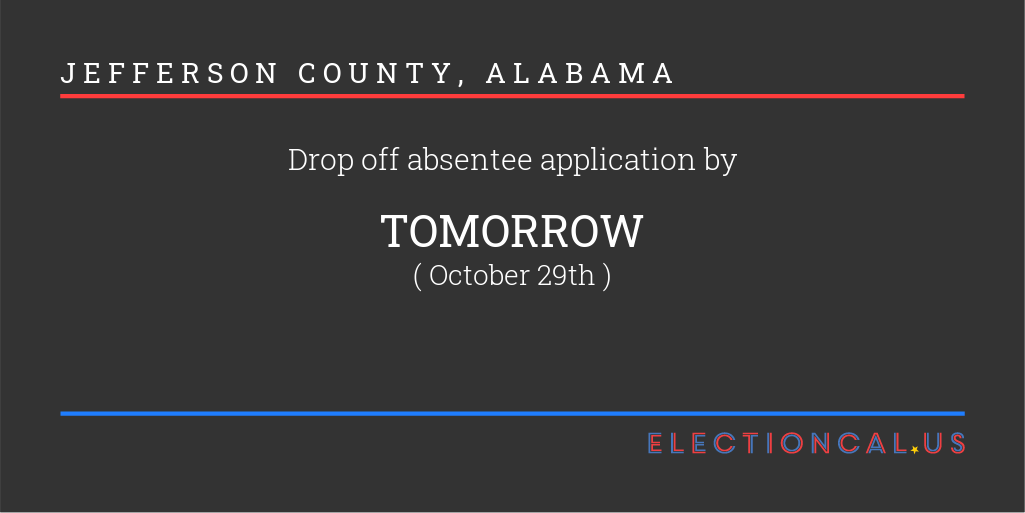 JEFFERSON COUNTY, ALABAMA
Drop off absentee application by
TOMORROW
( October 29th )
ELECTIONCAL.US